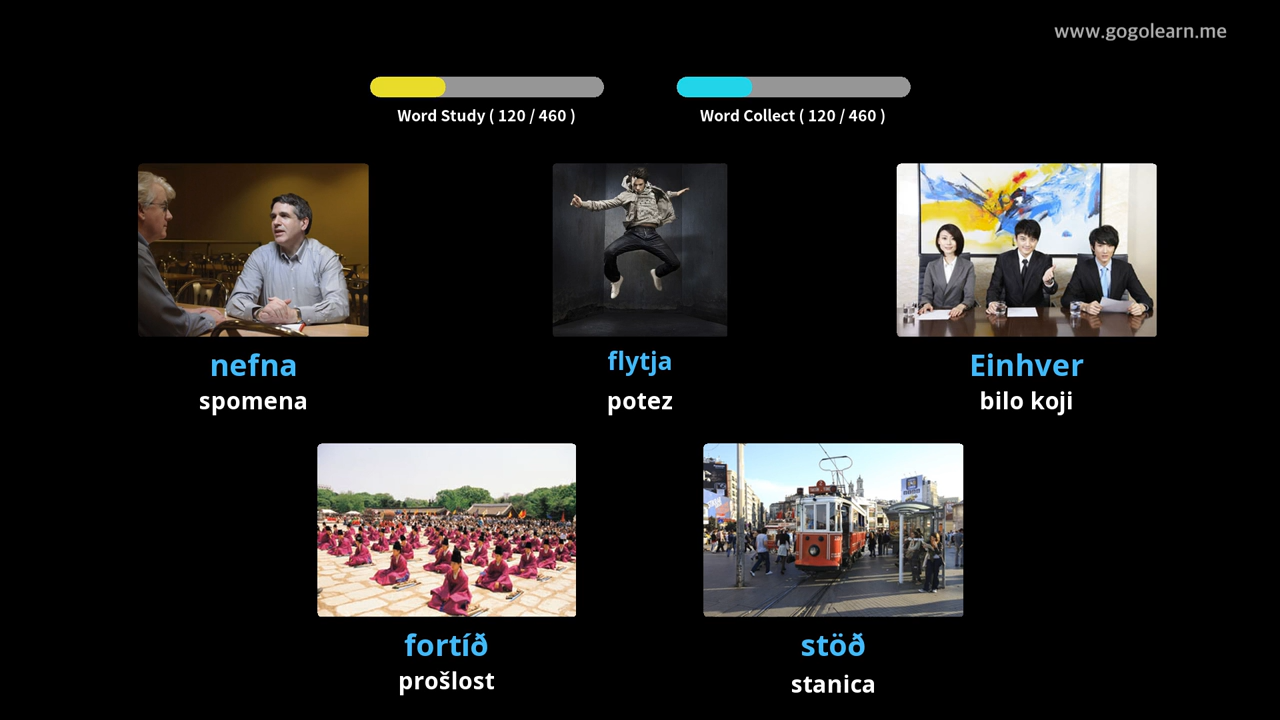 www.gogolearn.me
Word Study ( 120 / 460 )
Word Collect ( 120 / 460 )
nefna
spomena
flytja
potez
Einhver
bilo koji
fortíð
prošlost
stöð
stanica